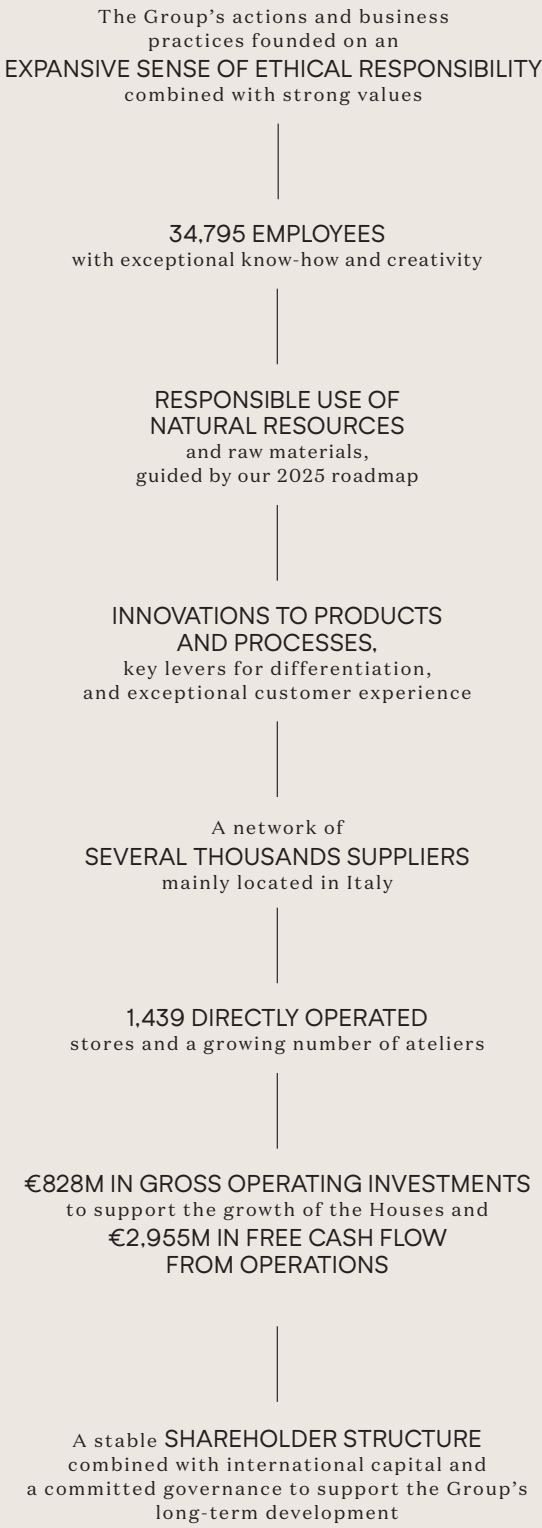 The Group’s actions and business
practices founded on an
EXPANSIVE SENSE OF ETHICAL RESPONSIBILITY
combined with strong values
34,795 EMPLOYEES
with exceptional know-how and creativity
RESPONSIBLE USE OF
NATURAL RESOURCES
and raw materials,
guided by our 2025 roadmap
INNOVATIONS TO PRODUCTS
AND PROCESSES,
key levers for differentiation,
and exceptional customer experience
A network of
SEVERAL THOUSANDS SUPPLIERS
mainly located in Italy
1,439 DIRECTLY OPERATED
stores and a growing number of ateliers
€828M IN GROSS OPERATING INVESTMENTS
to support the growth of the Houses and
€2,955M IN FREE CASH FLOW
FROM OPERATIONS
A stable SHAREHOLDER STRUCTURE
combined with international capital and
a committed governance to support the Group’s
long-term development